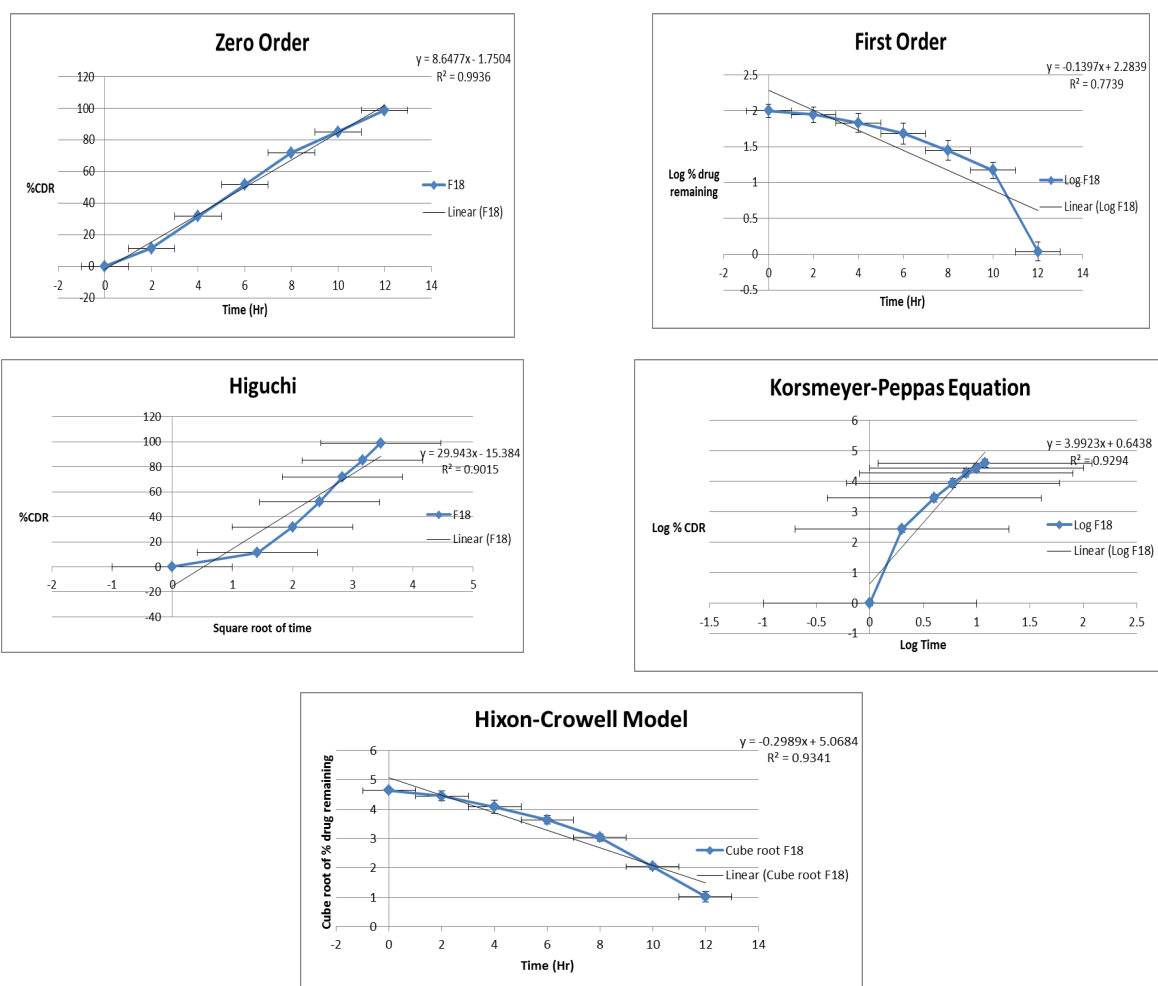 Zero Order
y = 8.6477x - 1.7504
R² = 0.9936
120
100
80
60
40
20
0
-20
-2 0 2 4 6 8 10 12 14
%CDR
Time (Hr)
F18
Linear (F18)
First Order
y = -0.1397x + 2.2839
R² = 0.7739
2.5
2
1.5
1
0.5
0
-0.5
-2 0 2 4 6 8 10 12 14
Log % drug
remaining
Time (Hr)
Log F18
Linear (Log F18)
Higuchi
y = 29.943x - 15.384
R² = 0.9015
120
100
80
60
40
20
0
-20
-40
-2 -1 0 1 2 3 4 5
%CDR
Square root of time
F18
Linear (F18)
Korsmeyer-Peppas Equation
y = 3.9923x + 0.6438
R² = 0.9294
6
5
4
3
2
1
0
-1
-1.5 -1 -0.5 0 0.5 1 1.5 2 2.5
Log % CDR
Log Time
Log F18
Linear (Log F18)
Hixon-Crowell Model
y = -0.2989x + 5.0684
R² = 0.9341
6
5
4
3
2
1
0
-2 0 2 4 6 8 10 12 14
Cube root of % drug remaining
Time (Hr)
Cube root F18
Linear (Cube root F18)